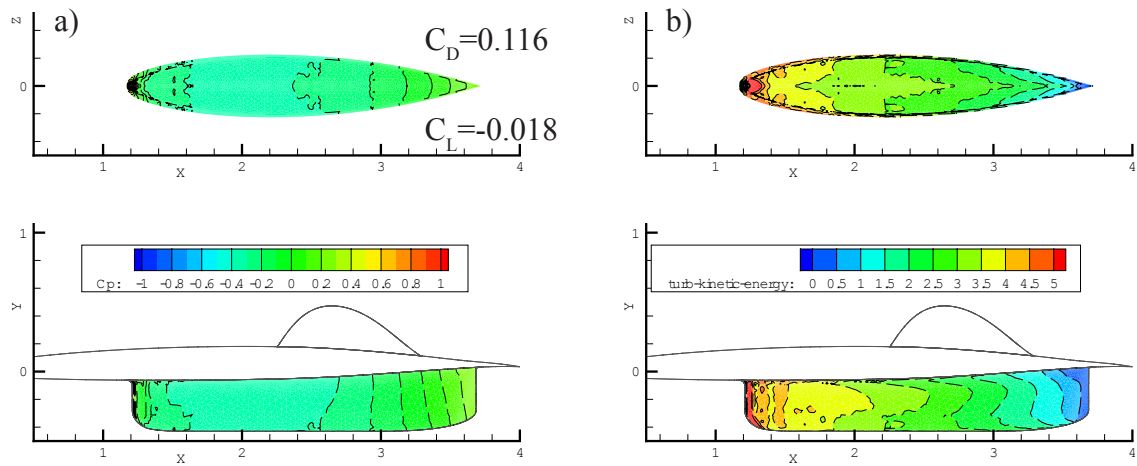 a)
b)
Z
C_D=0.116
0
C_L=-0.018
1 2 3 4
X
Z
0
1 2 3 4
X
1
Cp: -1 -0.8 -0.6 -0.4 -0.2 0 0.2 0.4 0.6 0.8 1
Y
0
1 2 3 4
X
1
turb-kinetic-energy: 0 0.5 1 1.5 2 2.5 3 3.5 4 4.5 5
Y
0
1 2 3 4
X